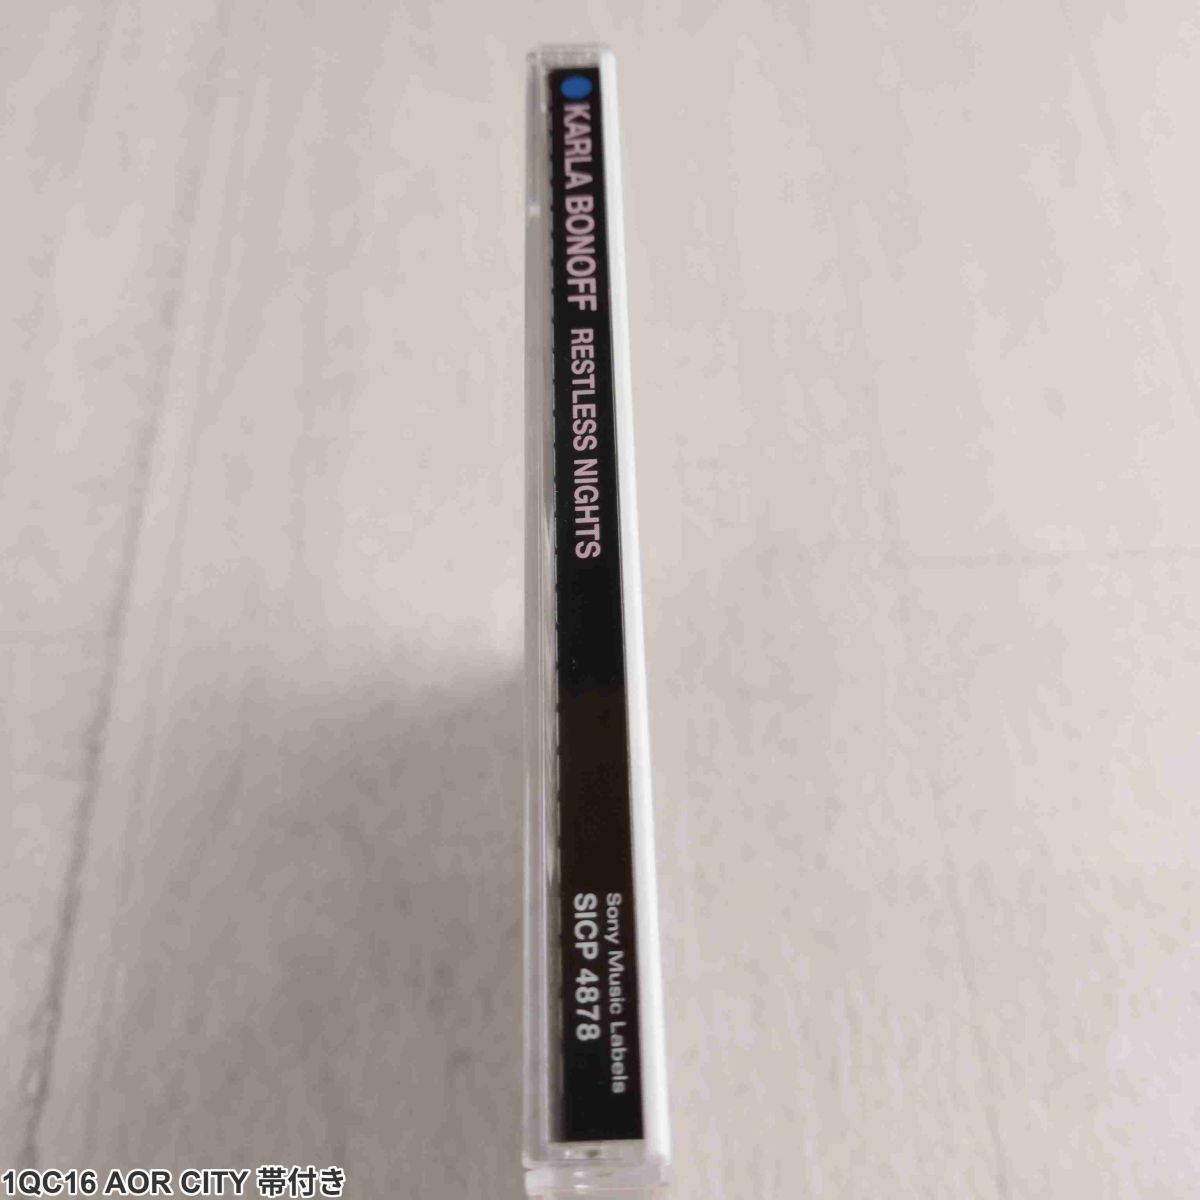 KARLA BONOFF RESTLESS NIGHTS
Sony Music Labels
SICP 4878
1QC16 AOR CITY 帯付き